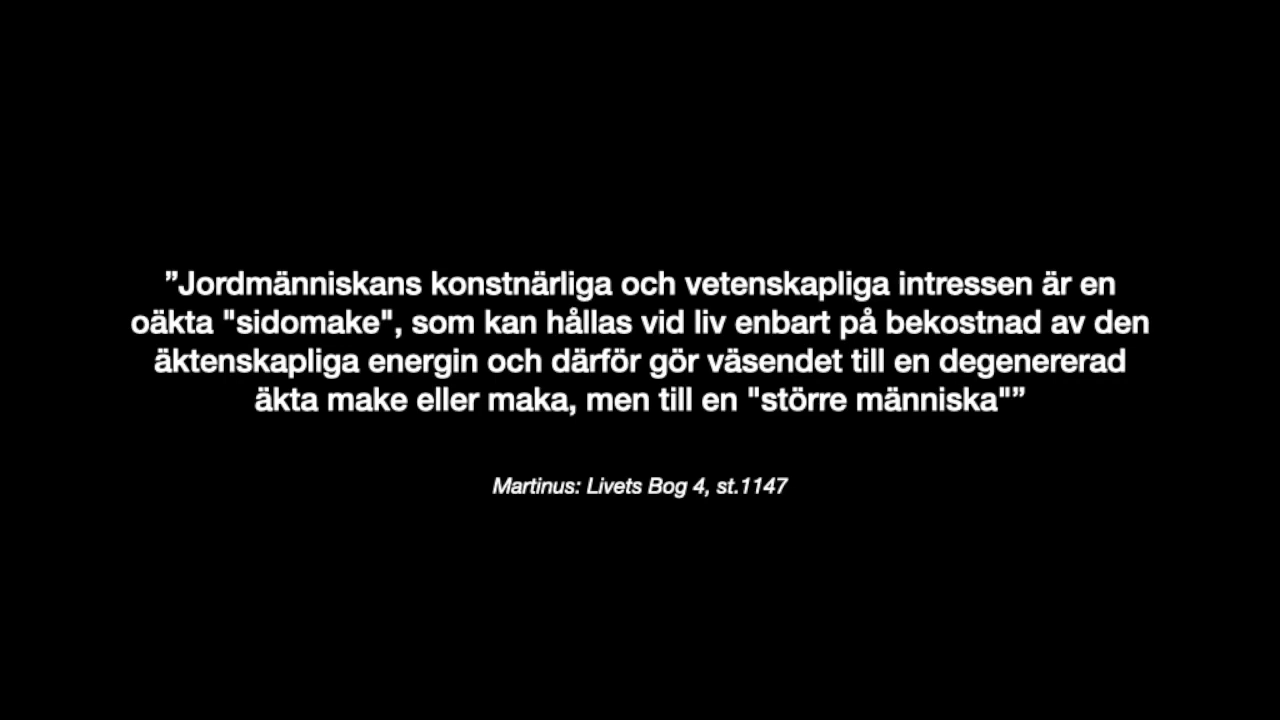 ”Jordmänniskans konstnärliga och vetenskapliga intressen är en
oäkta "sidomake", som kan hållas vid liv enbart på bekostnad av den
äktenskapliga energin och därför gör väsendet till en degenererad
äkta make eller maka, men till en "större människa"”
Martinus: Livets Bog 4, st.1147